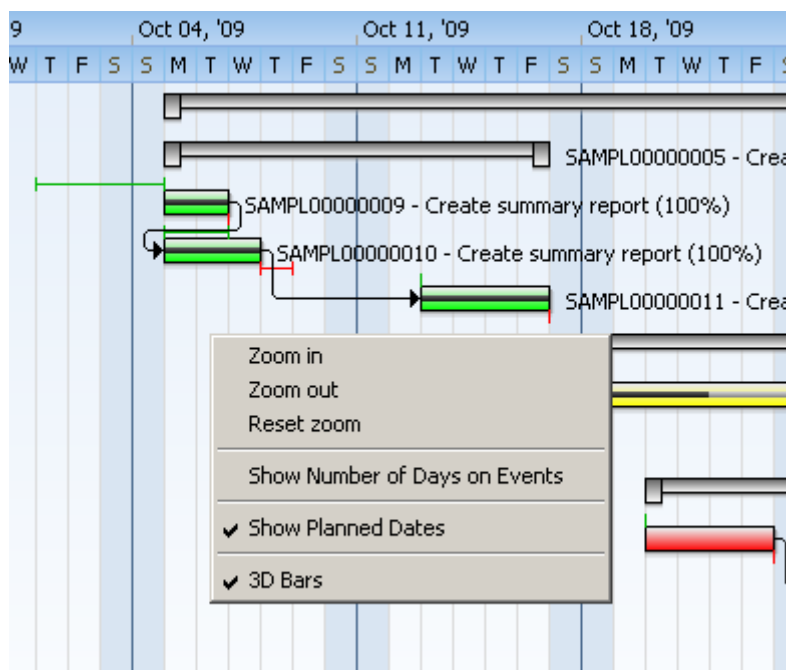 9 Oct 04, '09 Oct 11, '09 Oct 18, '09
W T F S S M T W T F S S M T W T F S S M T W T F S
SAMPL00000005 - Crea
SAMPL00000009 - Create summary report (100%)
SAMPL00000010 - Create summary report (100%)
SAMPL00000011 - Crea
Zoom in
Zoom out
Reset zoom
Show Number of Days on Events
Show Planned Dates
3D Bars